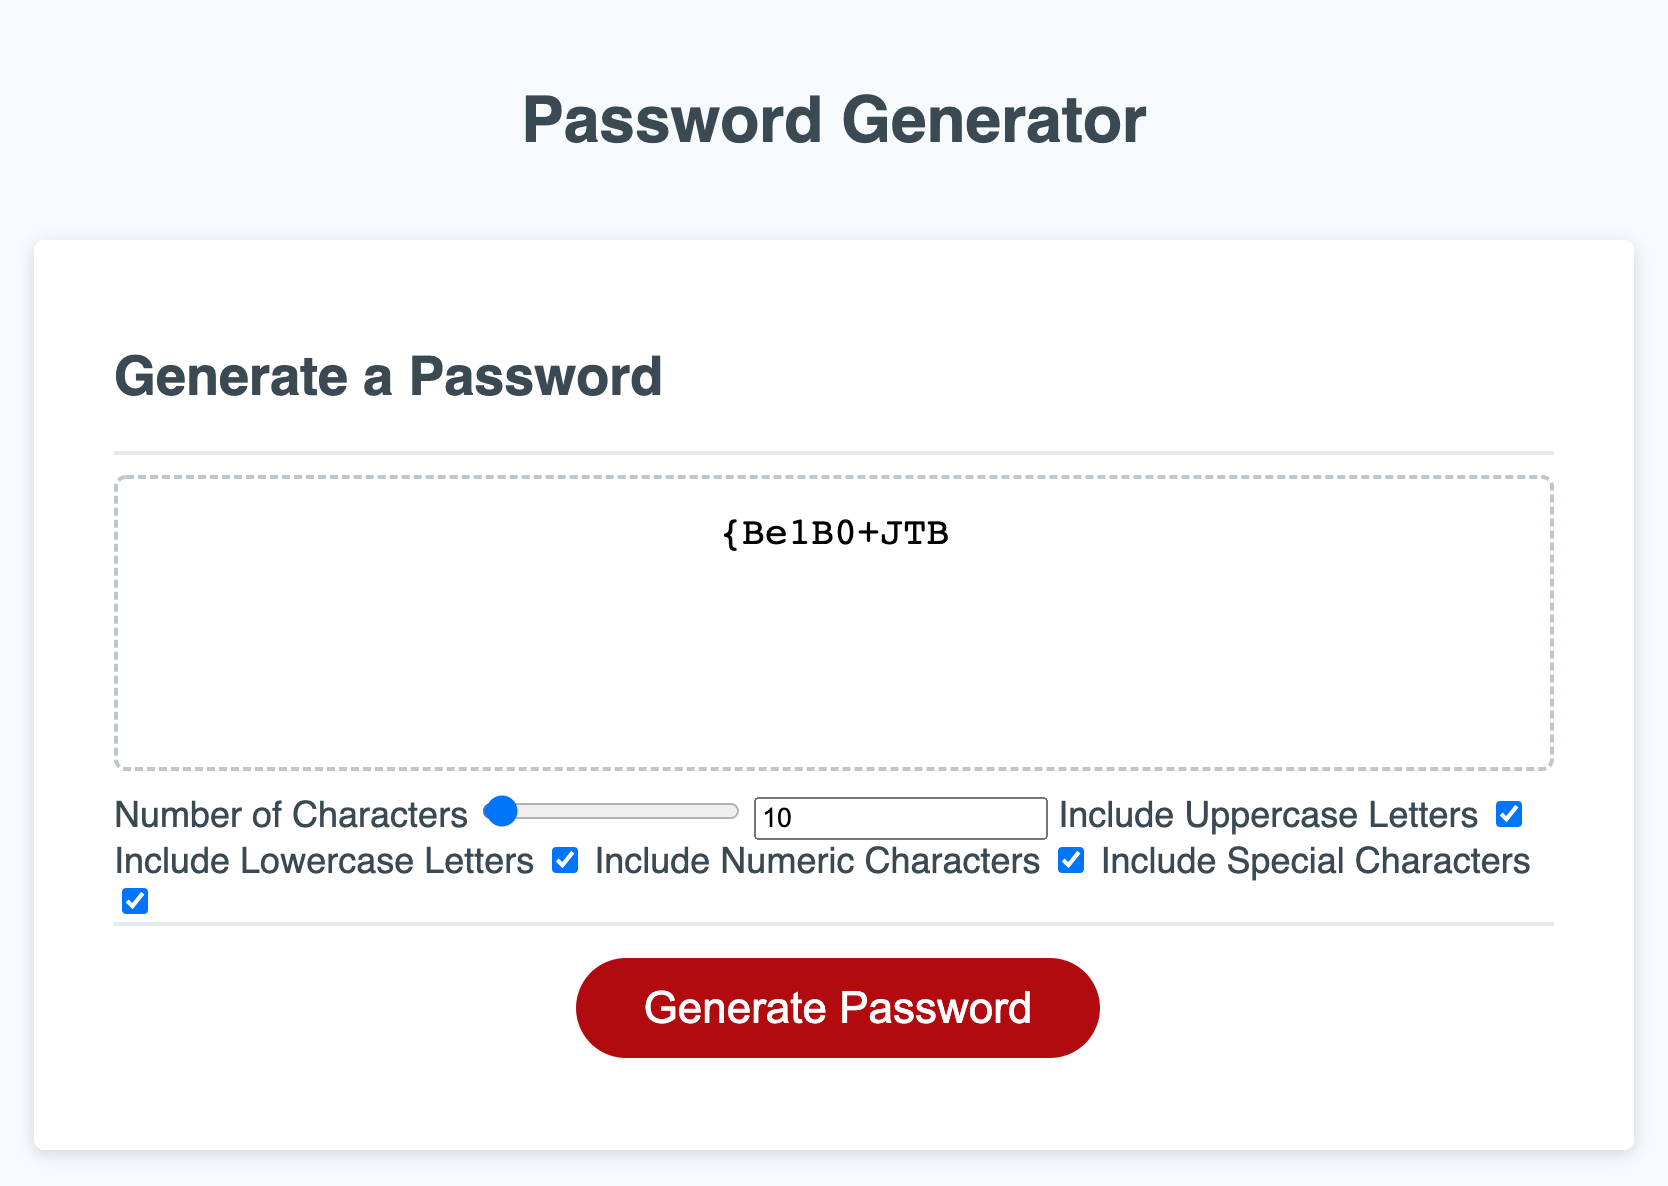 Password Generator
Generate a Password
{Be1B0+JTB
Number of Characters 10 Include Uppercase Letters
Include Lowercase Letters Include Numeric Characters Include Special Characters
Generate Password